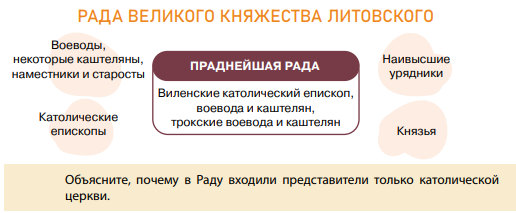 РАДА ВЕЛИКОГО КНЯЖЕСТВА ЛИТОВСКОГО
Воеводы,
некоторые каштеляны,
наместники и старосты
Католические
епископы
ПРАДНЕЙШАЯ РАДА
Виленские католический епископ,
воевода и каштелян,
трокские воевода и каштелян
Наивысшие
урядники
Князья
Объясните, почему в Раду входили представители только католической
церкви.